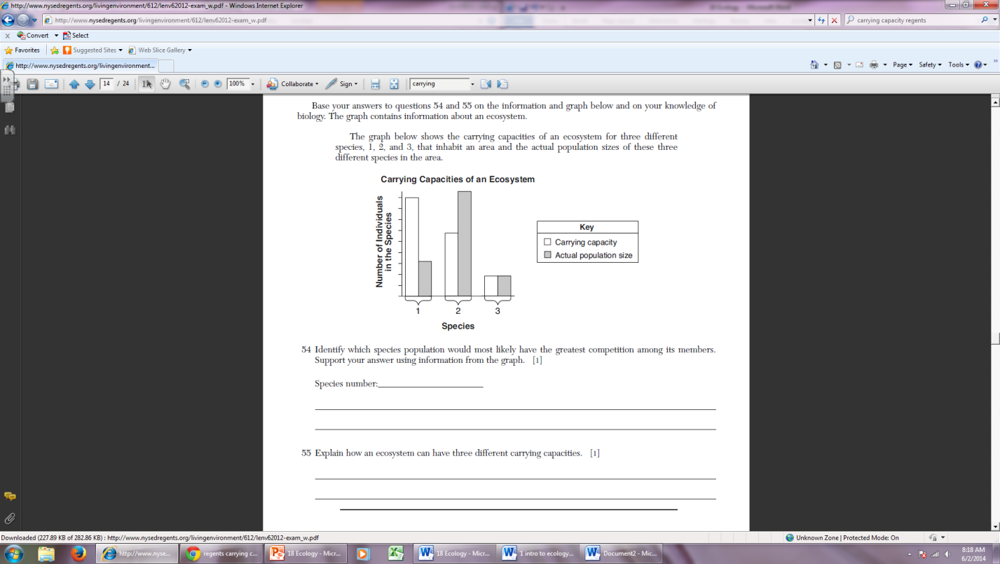 http://www.nysedregents.org/livingenvironment/612/lenv62012-exam_w.pdf - Windows Internet Explorer
http://www.nysedregents.org/livingenvironment/612/lenv62012-exam_w.pdf
carrying capacity regents
x Convert Select
Favorites Suggested Sites Web Slice Gallery
http://www.nysedregents.org/livingenvironment...
Page Safety Tools
14 / 24 100% Collaborate Sign carrying
Base your answers to questions 54 and 55 on the information and graph below and on your knowledge of
biology. The graph contains information about an ecosystem.
The graph below shows the carrying capacities of an ecosystem for three different
species, 1, 2, and 3, that inhabit an area and the actual population sizes of these three
different species in the area.
Carrying Capacities of an Ecosystem
Number of Individuals
in the Species
Key
Carrying capacity
Actual population size
1 2 3
Species
54 Identify which species population would most likely have the greatest competition among its members.
Support your answer using information from the graph. [1]
Species number:
55 Explain how an ecosystem can have three different carrying capacities. [1]
Downloaded (227.89 KB of 282.86 KB) : http://www.nysedregents.org/livingenvironment/612/lenv62012-exam_w.pdf
Unknown Zone | Protected Mode: On
http://www.nyse...
regents carrying c...
18 Ecology - Micr...
18 Ecology - Micr...
1 intro to ecology...
Document2 - Mic...
8:18 AM
6/2/2014